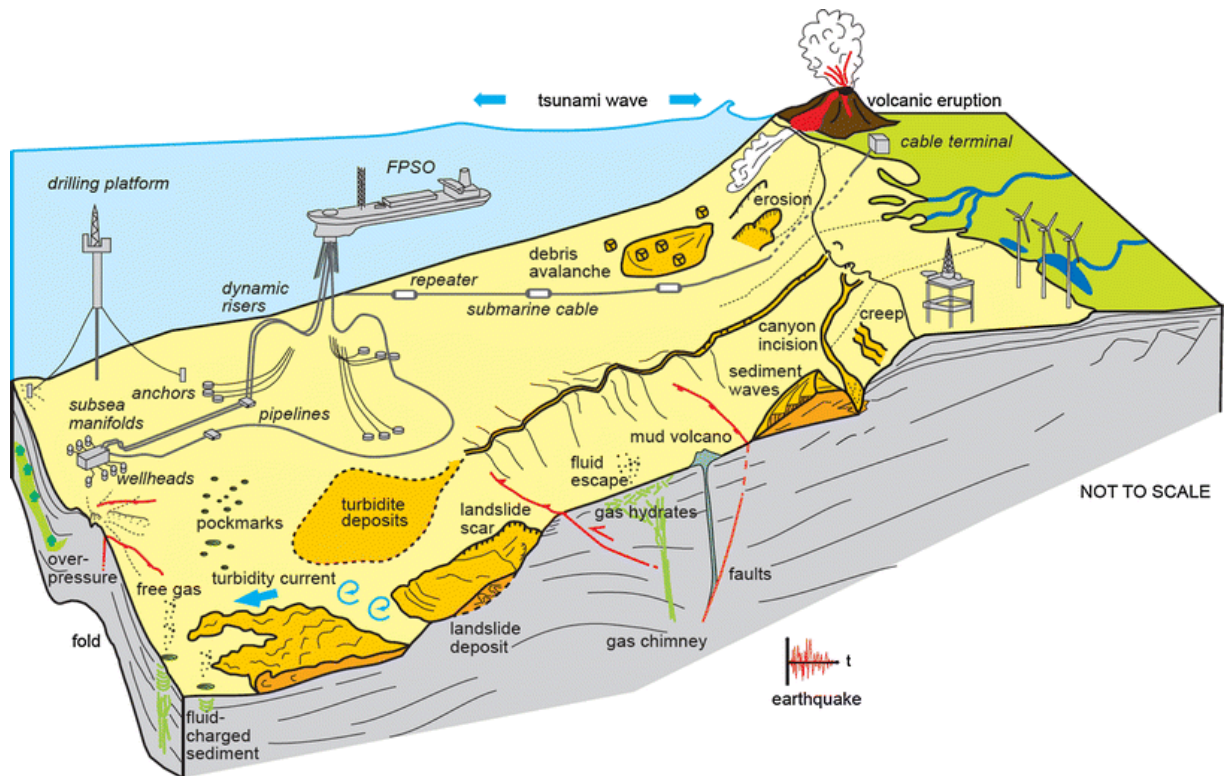 tsunami wave
volcanic eruption
cable terminal
drilling platform
FPSO
erosion
debris
avalanche
dynamic
risers
repeater
submarine cable
canyon
incision
creep
anchors
sediment
waves
subsea
manifolds
pipelines
mud volcano
wellheads
fluid
escape
turbidite
deposits
pockmarks
landslide
scar
gas hydrates
NOT TO SCALE
over-
pressure
free gas
turbidity current
faults
fold
landslide
deposit
gas chimney
t
earthquake
fluid-
charged
sediment